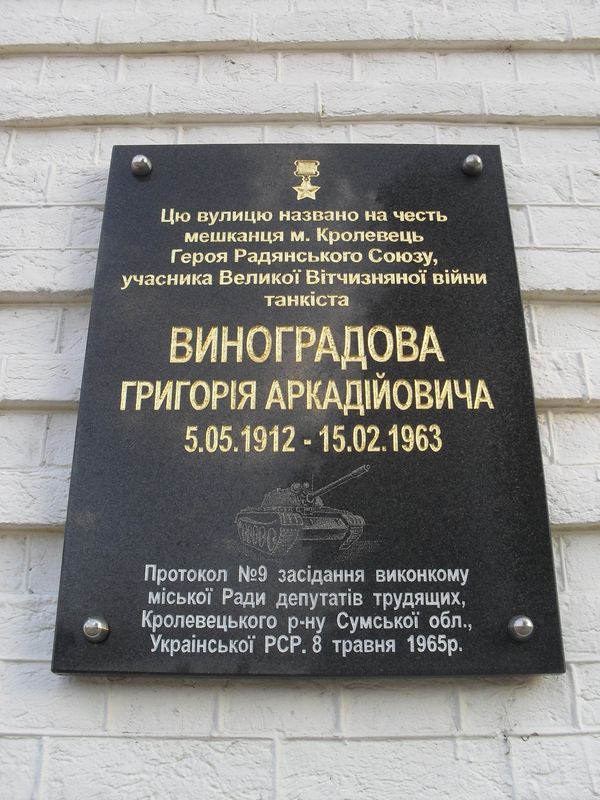 Цю вулицю названо на честь
мешканця м. Кролевець
Героя Радянського Союзу,
учасника Великої Вітчизняної війни
танкіста
ВИНОГРАДОВА
ГРИГОРІЯ АРКАДІЙОВИЧА
5.05.1912 - 15.02.1963
Протокол №9 засідання виконкому
міської Ради депутатів трудящих,
Кролевецького р-ну Сумської обл.,
Української РСР. 8 травня 1965р.